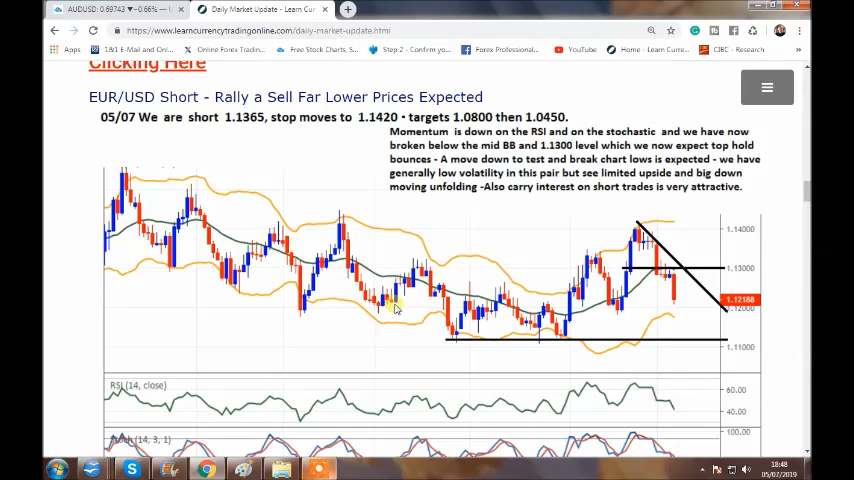 AUDUSD: 0.69743 ▼−0.66% — U
Daily Market Update - Learn Cur
https://www.learncurrencytradingonline.com/daily-market-update.html
Apps
1&1 E-Mail and Onl...
Online Forex Trading...
Free Stock Charts, S...
Step 2 - Confirm yo...
Forex Professional...
YouTube
Home - Learn Curre...
CIBC - Research
Clicking Here
EUR/USD Short - Rally a Sell Far Lower Prices Expected
05/07 We are short 1.1365, stop moves to 1.1420 - targets 1.0800 then 1.0450.
Momentum is down on the RSI and on the stochastic and we have now
broken below the mid BB and 1.1300 level which we now expect top hold
bounces - A move down to test and break chart lows is expected - we have
generally low volatility in this pair but see limited upside and big down
moving unfolding -Also carry interest on short trades is very attractive.
1.14000
1.13000
1.12188
1.12000
1.11000
RSI (14, close)
60.00
40.00
Stoch (14, 3, 1)
100.00
18:48
05/07/2019